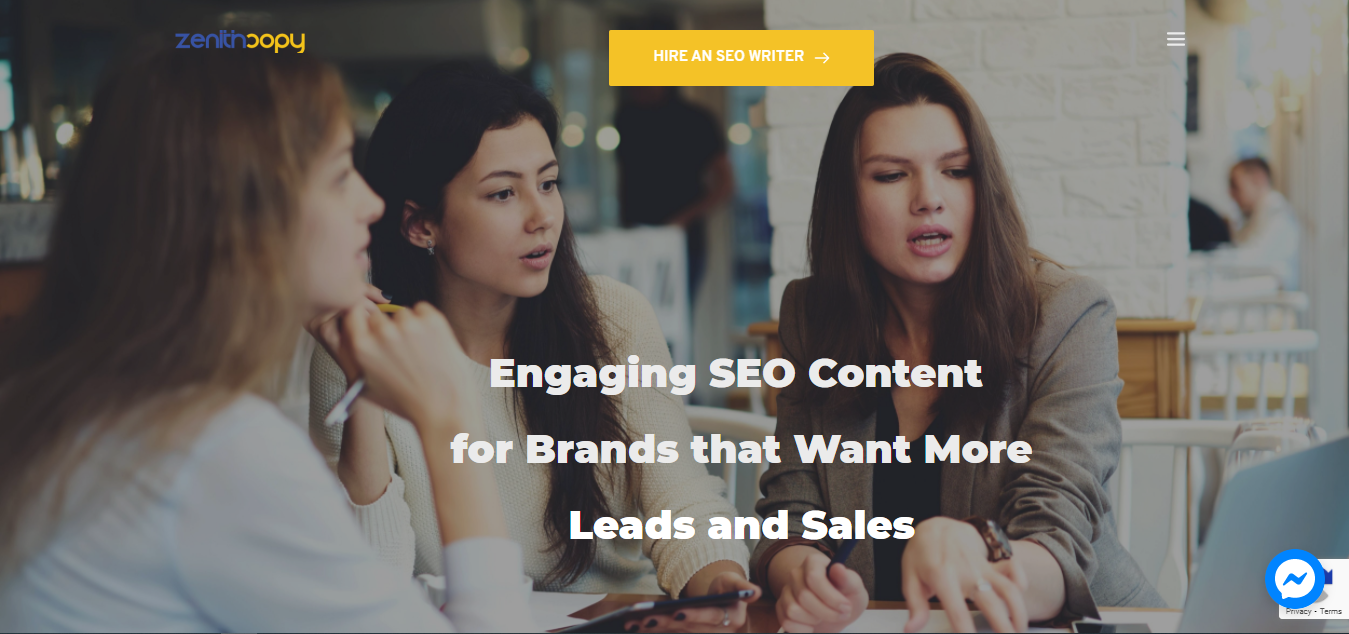 zenithcopy
HIRE AN SEO WRITER
Engaging SEO Content
for Brands that Want More
Leads and Sales
Privacy - Terms